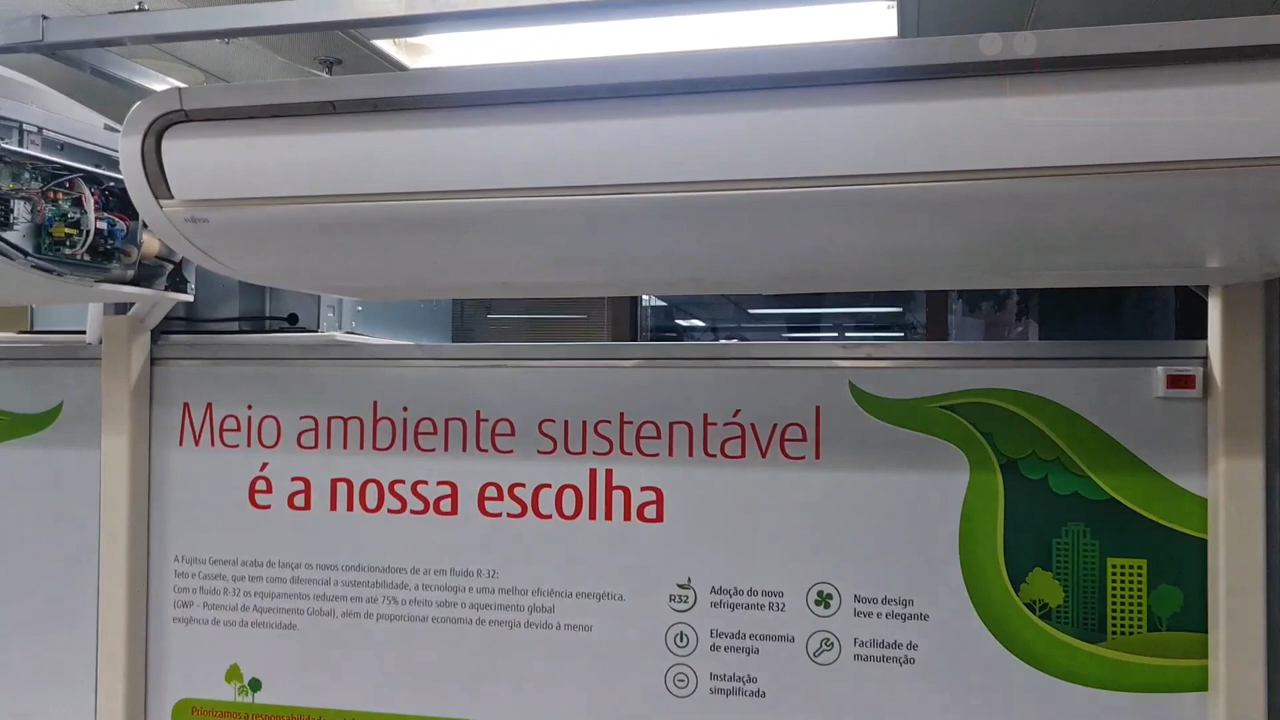 FUJITSU
Meio ambiente sustentável
é a nossa escolha
A Fujitsu General acaba de lançar os novos condicionadores de ar em fluido R-32:
Teto e Cassete, que tem como diferencial a sustentabilidade, a tecnologia e uma melhor eficiência energética.
Com o fluido R-32 os equipamentos reduzem em até 75% o efeito sobre o aquecimento global
(GWP - Potencial de Aquecimento Global), além de proporcionar economia de energia devido à menor
exigência de uso da eletricidade.
R32
Adoção do novo
refrigerante R32
Elevada economia
de energia
Instalação
simplificada
Novo design
leve e elegante
Facilidade de
manutenção
Priorizamos a